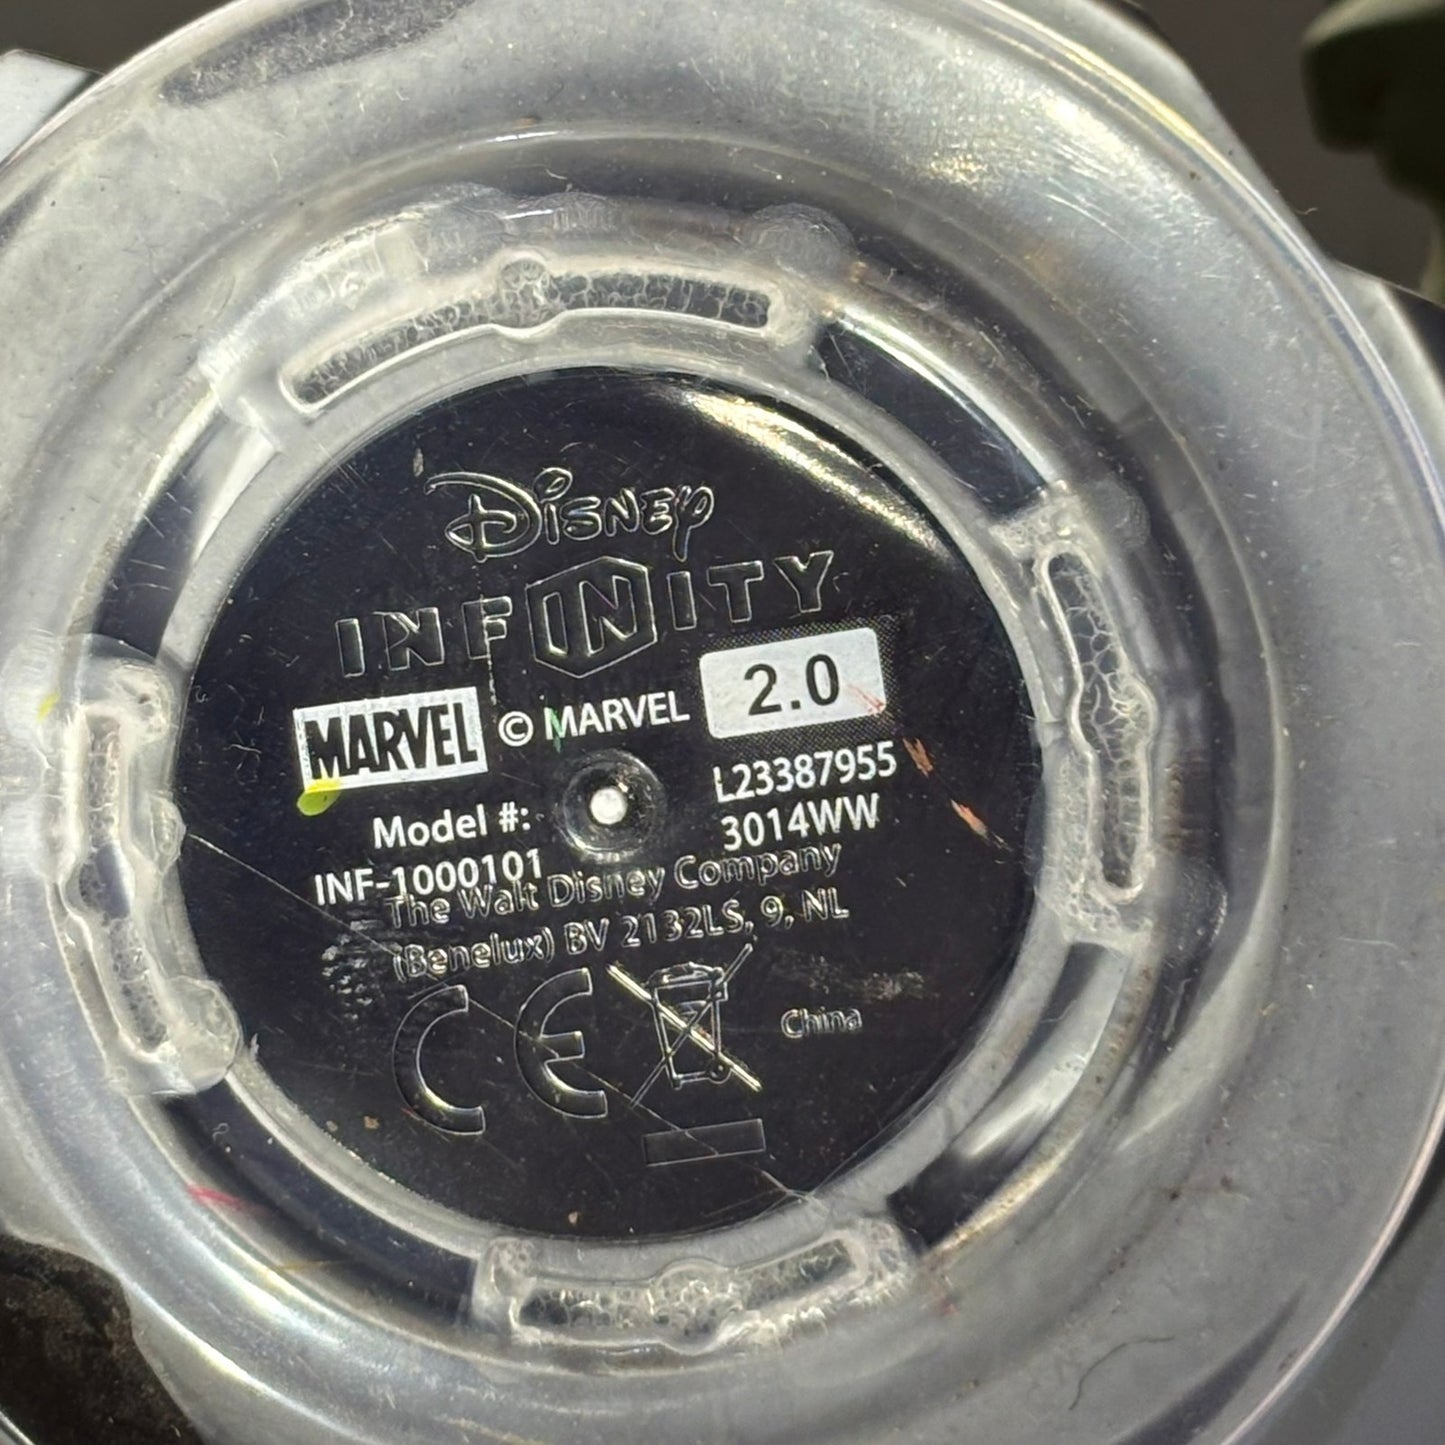 Disney
INFINITY
MARVEL © MARVEL 2.0
L23387955
Model #: 3014WW
INF-1000101
The Walt Disney Company
(Benelux) BV 2132LS, 9, NL
CE
China